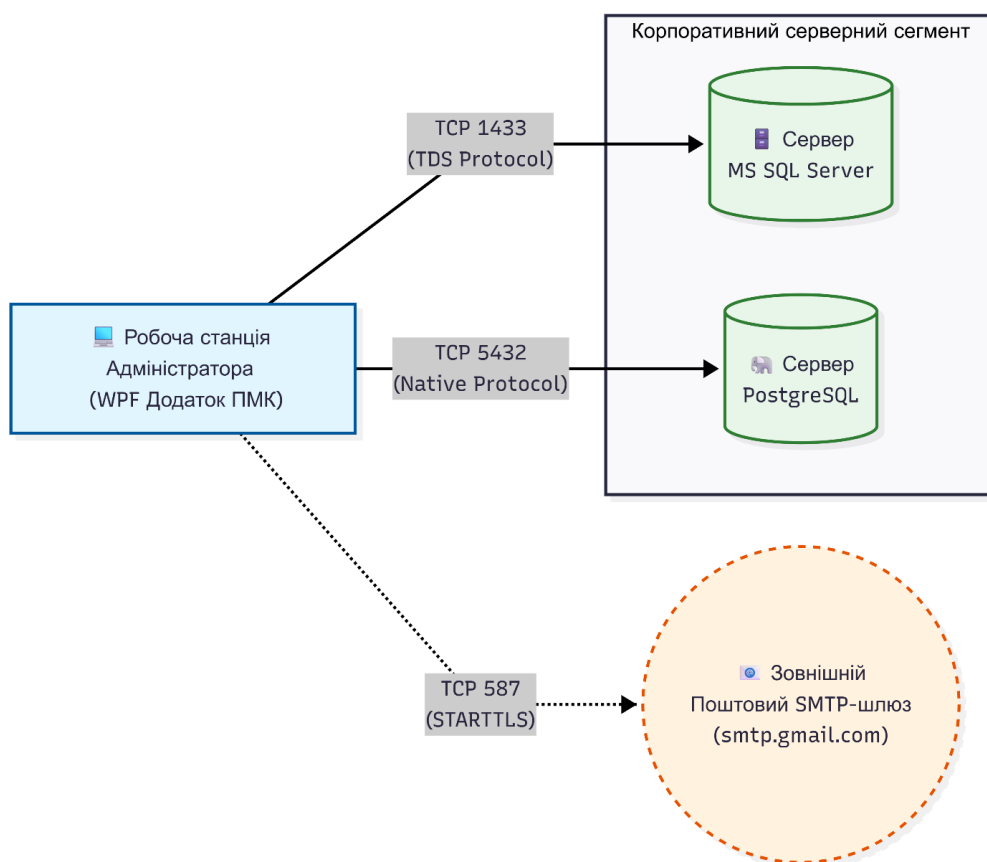 Корпоративний серверний сегмент
TCP 1433
(TDS Protocol)
Сервер
MS SQL Server
Робоча станція
Адміністратора
(WPF Додаток ПМК)
TCP 5432
(Native Protocol)
Сервер
PostgreSQL
TCP 587
(STARTTLS)
Зовнішній
Поштовий SMTP-шлюз
(smtp.gmail.com)